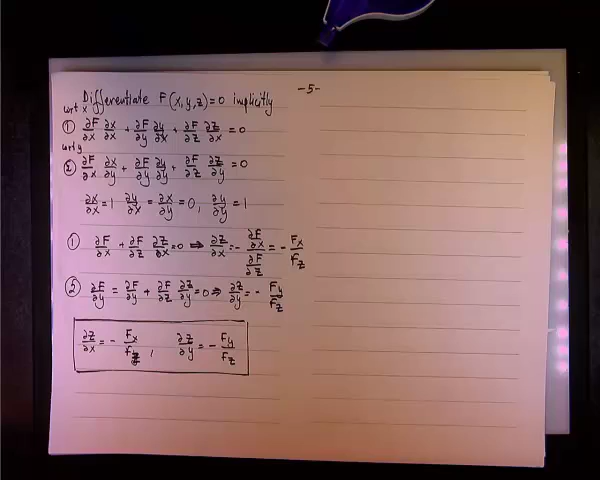 -5-
Differentiate F(x,y,z)=0 implicitly
wrt x
① ∂F/∂x ∂x/∂x + ∂F/∂y ∂y/∂x + ∂F/∂z ∂z/∂x = 0
wrt y
② ∂F/∂x ∂x/∂y + ∂F/∂y ∂y/∂y + ∂F/∂z ∂z/∂y = 0
∂x/∂x = 1 ∂y/∂x = ∂x/∂y = 0, ∂y/∂y = 1
① ∂F/∂x + ∂F/∂z ∂z/∂x = 0 ⇒ ∂z/∂x = - (∂F/∂x)/(∂F/∂z) = - Fx/Fz
② ∂F/∂y = ∂F/∂y + ∂F/∂z ∂z/∂y = 0 ⇒ ∂z/∂y = - Fy/Fz
∂z/∂x = - Fx/Fz , ∂z/∂y = - Fy/Fz